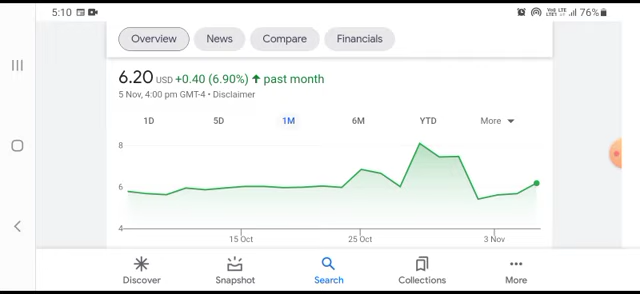 5:10 76%
Overview News Compare Financials
6.20 USD +0.40 (6.90%) ↑ past month
5 Nov, 4:00 pm GMT-4 • Disclaimer
1D 5D 1M 6M YTD More
8
6
4
15 Oct 25 Oct 3 Nov
Discover Snapshot Search Collections More